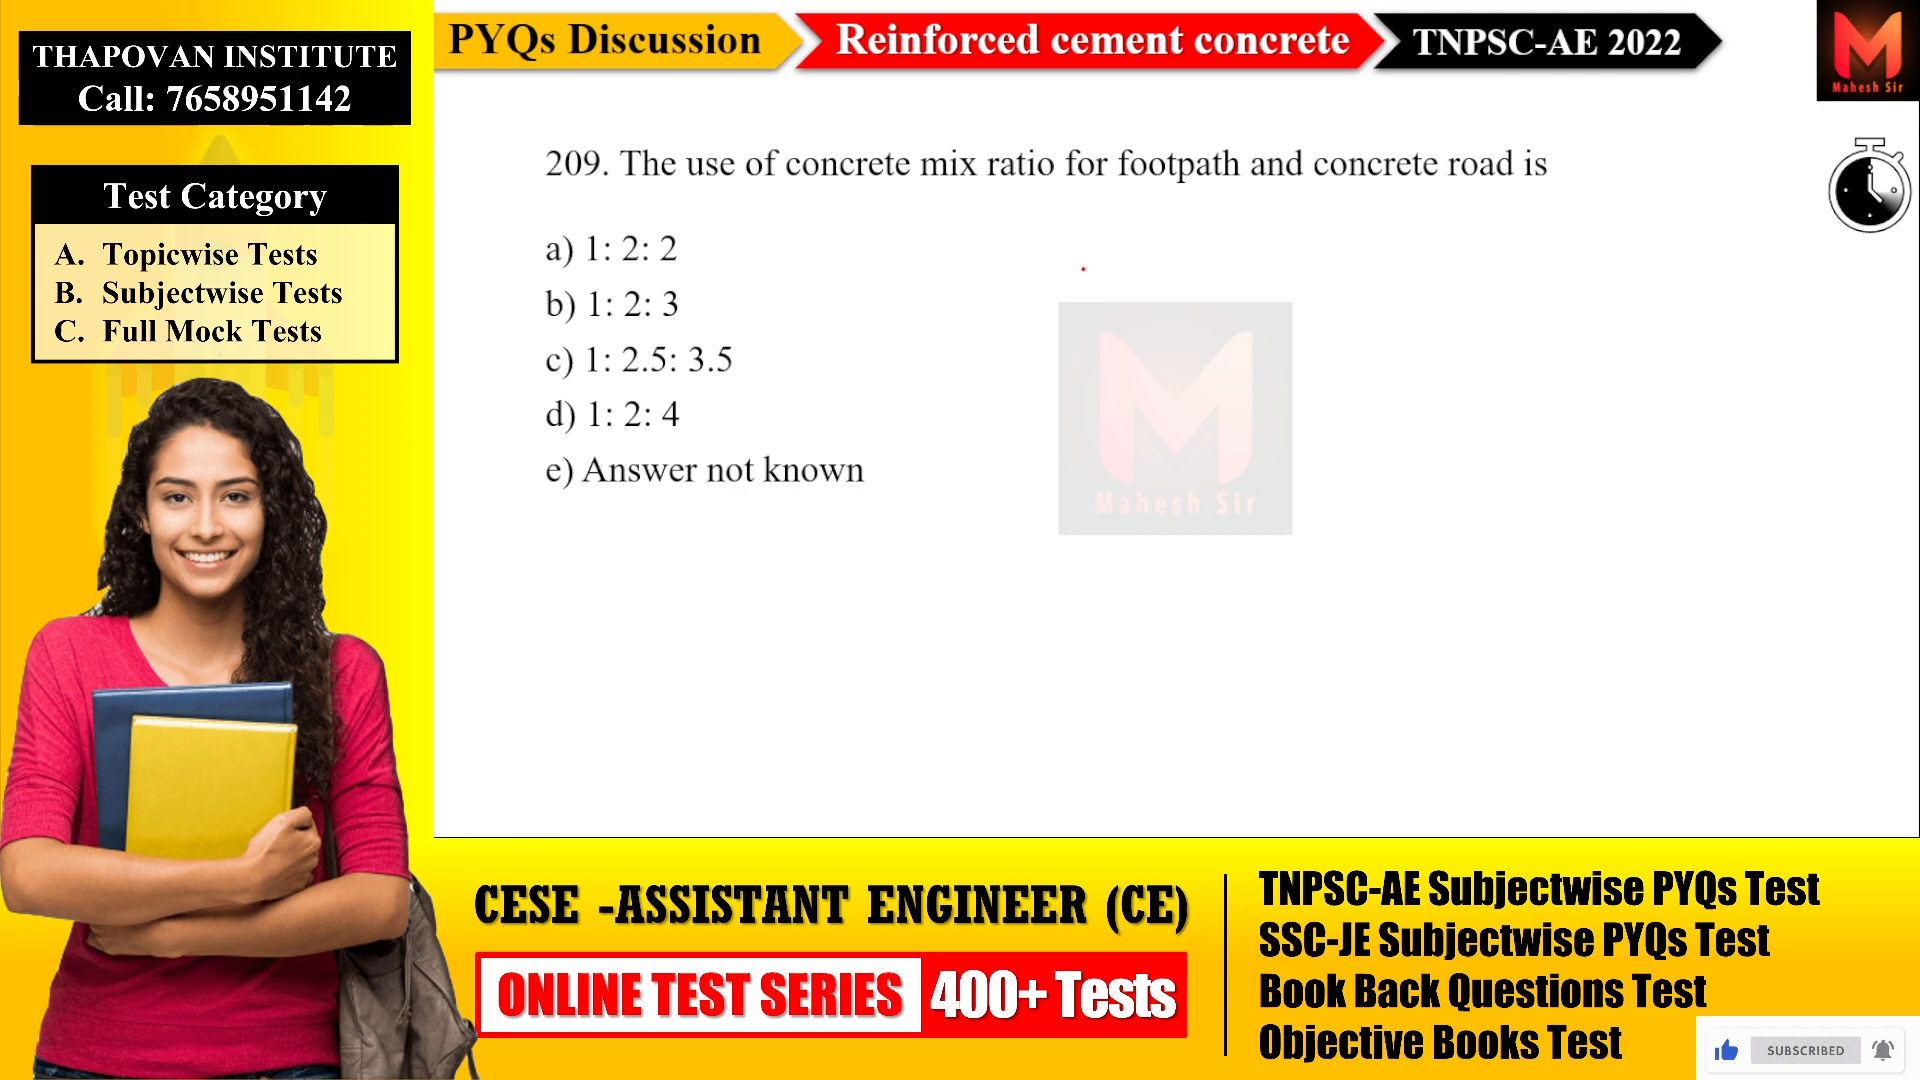 THAPOVAN INSTITUTE
Call: 7658951142
Test Category
A. Topicwise Tests
B. Subjectwise Tests
C. Full Mock Tests
PYQs Discussion
Reinforced cement concrete
TNPSC-AE 2022
Mahesh Sir
209. The use of concrete mix ratio for footpath and concrete road is
a) 1: 2: 2
b) 1: 2: 3
c) 1: 2.5: 3.5
d) 1: 2: 4
e) Answer not known
Mahesh Sir
CESE -ASSISTANT ENGINEER (CE)
ONLINE TEST SERIES 400+ Tests
TNPSC-AE Subjectwise PYQs Test
SSC-JE Subjectwise PYQs Test
Book Back Questions Test
Objective Books Test
SUBSCRIBED